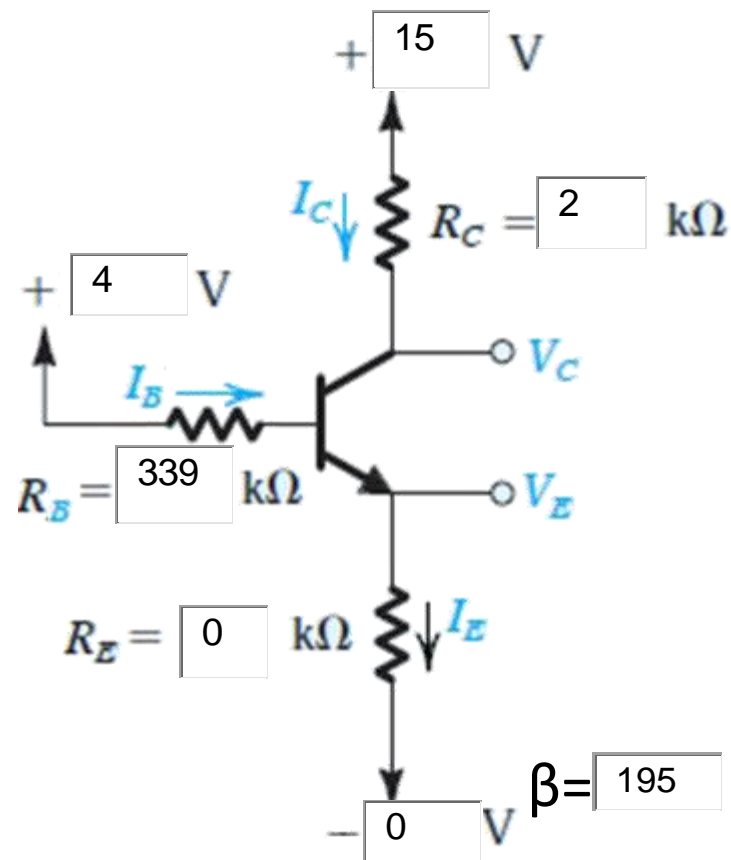 + 15 V
I_C R_C = 2 kΩ
+ 4 V
V_C
I_B
R_B = 339 kΩ
V_E
R_E = 0 kΩ I_E
β= 195
− 0 V